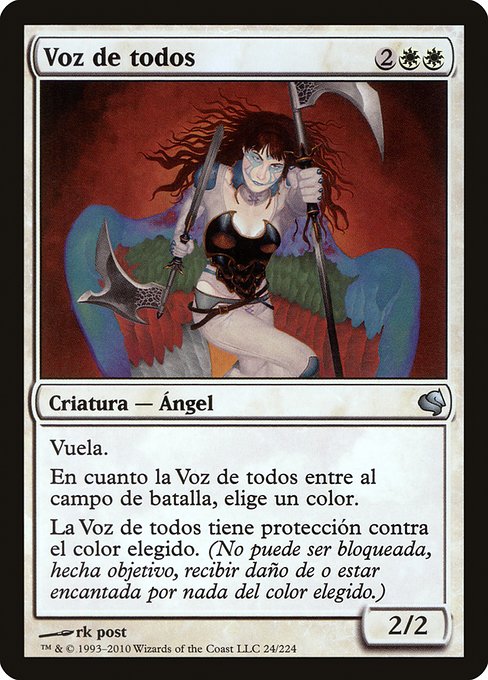 Voz de todos 2
Criatura — Ángel
Vuela.
En cuanto la Voz de todos entre al
campo de batalla, elige un color.
La Voz de todos tiene protección contra
el color elegido. (No puede ser bloqueada,
hecha objetivo, recibir daño de o estar
encantada por nada del color elegido.)
rk post
2/2
™ & © 1993–2010 Wizards of the Coast LLC 24/224